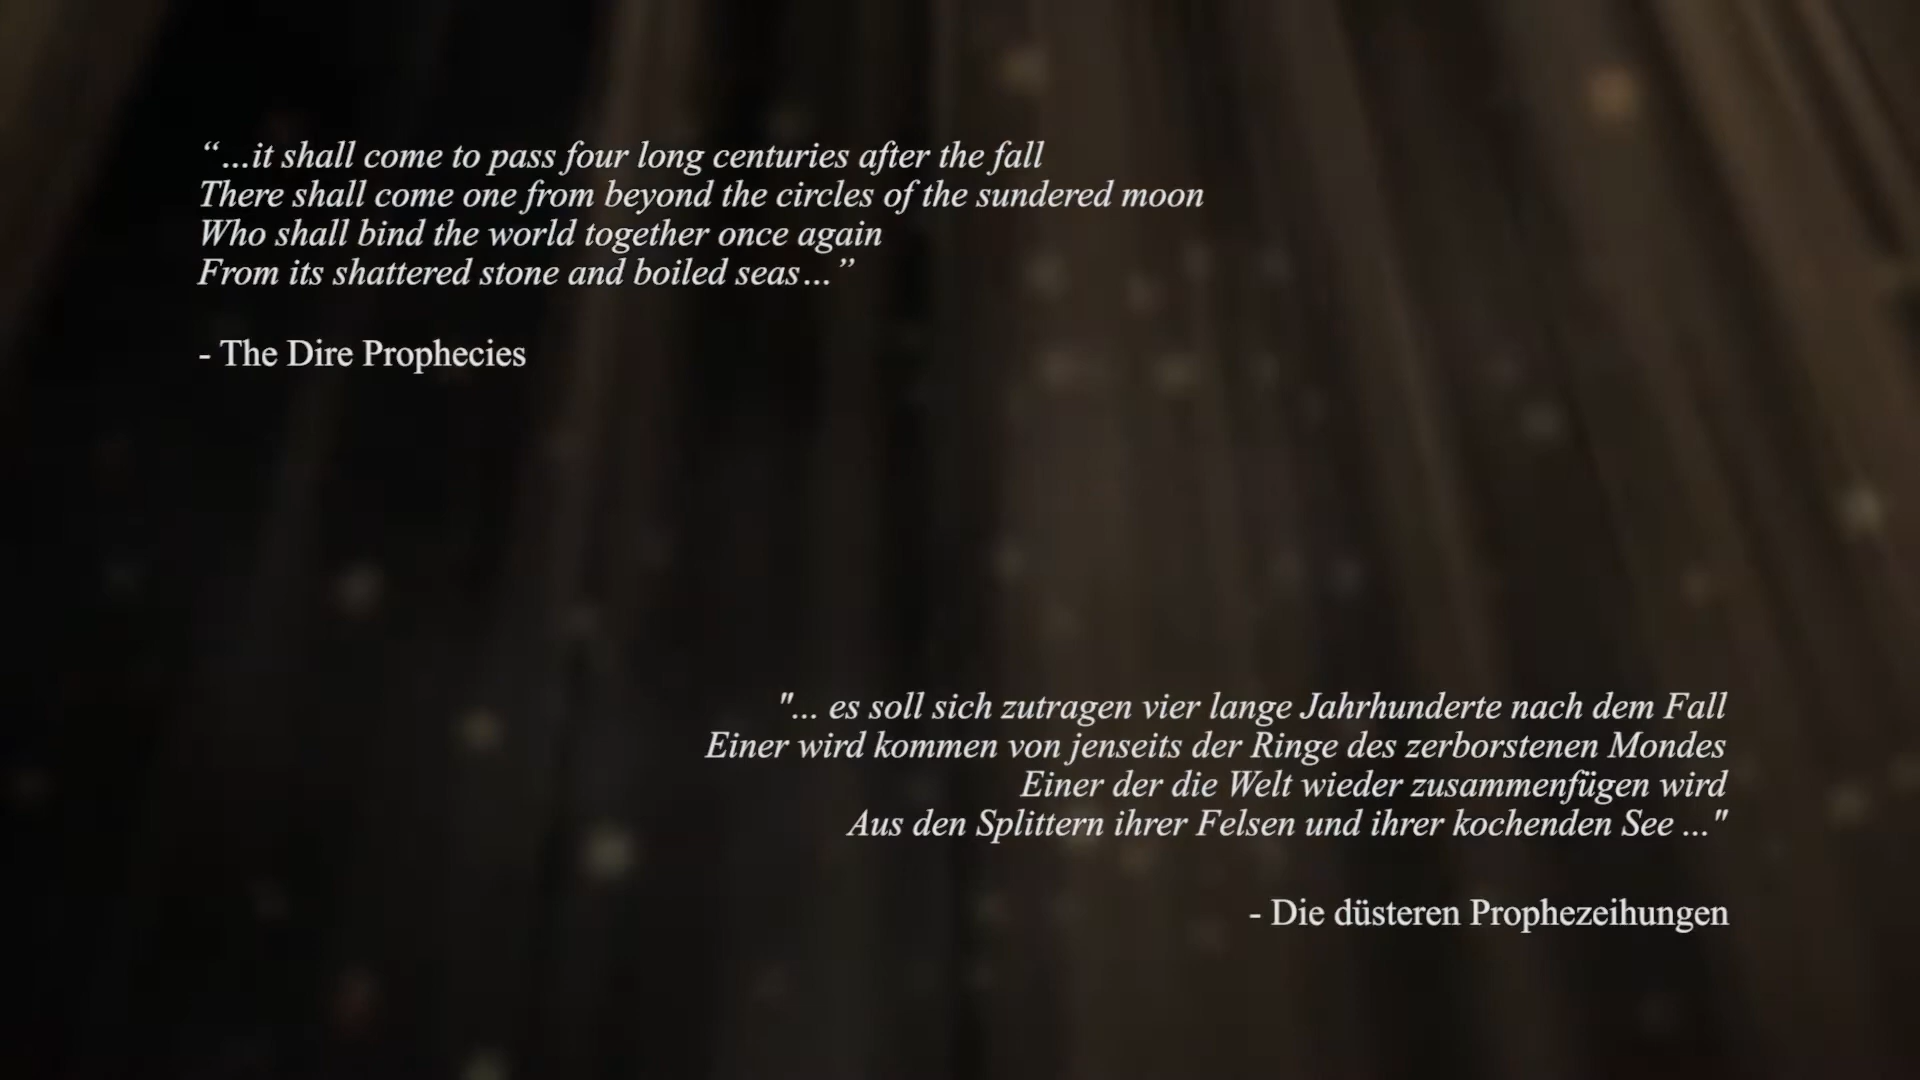 “...it shall come to pass four long centuries after the fall
There shall come one from beyond the circles of the sundered moon
Who shall bind the world together once again
From its shattered stone and boiled seas...”
- The Dire Prophecies
"... es soll sich zutragen vier lange Jahrhunderte nach dem Fall
Einer wird kommen von jenseits der Ringe des zerborstenen Mondes
Einer der die Welt wieder zusammenfügen wird
Aus den Splittern ihrer Felsen und ihrer kochenden See ..."
- Die düsteren Prophezeihungen